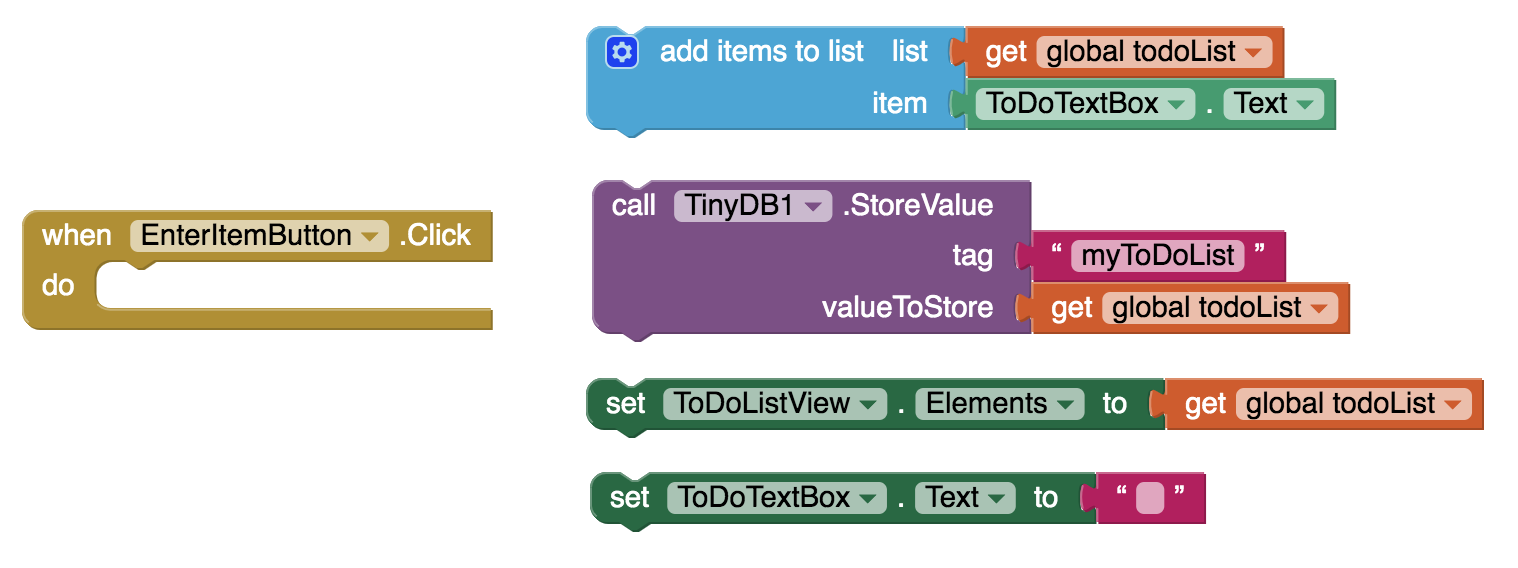 add items to list list get global todoList
item ToDoTextBox . Text
call TinyDB1 .StoreValue
tag “ myToDoList ”
valueToStore get global todoList
when EnterItemButton .Click
do
set ToDoListView . Elements to get global todoList
set ToDoTextBox . Text to “ ”